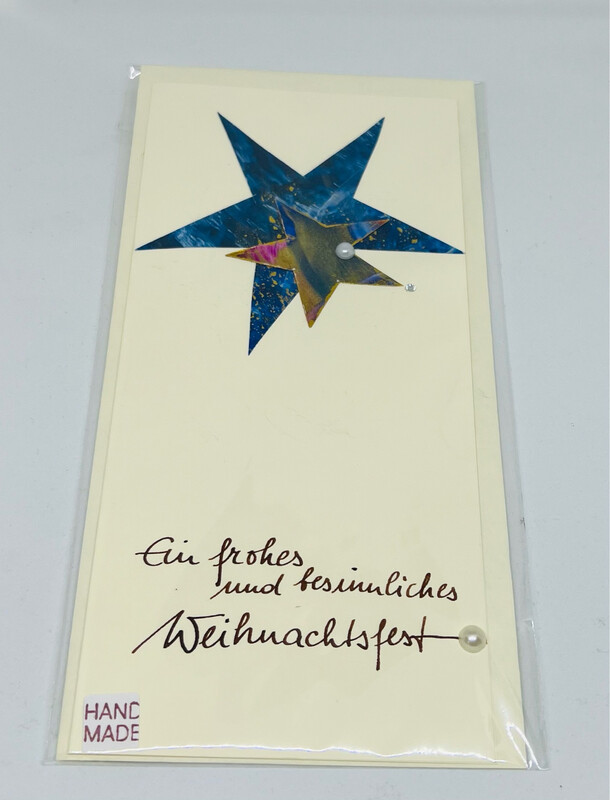 Ein frohes
und besinnliches
Weihnachtsfest
HAND
MADE